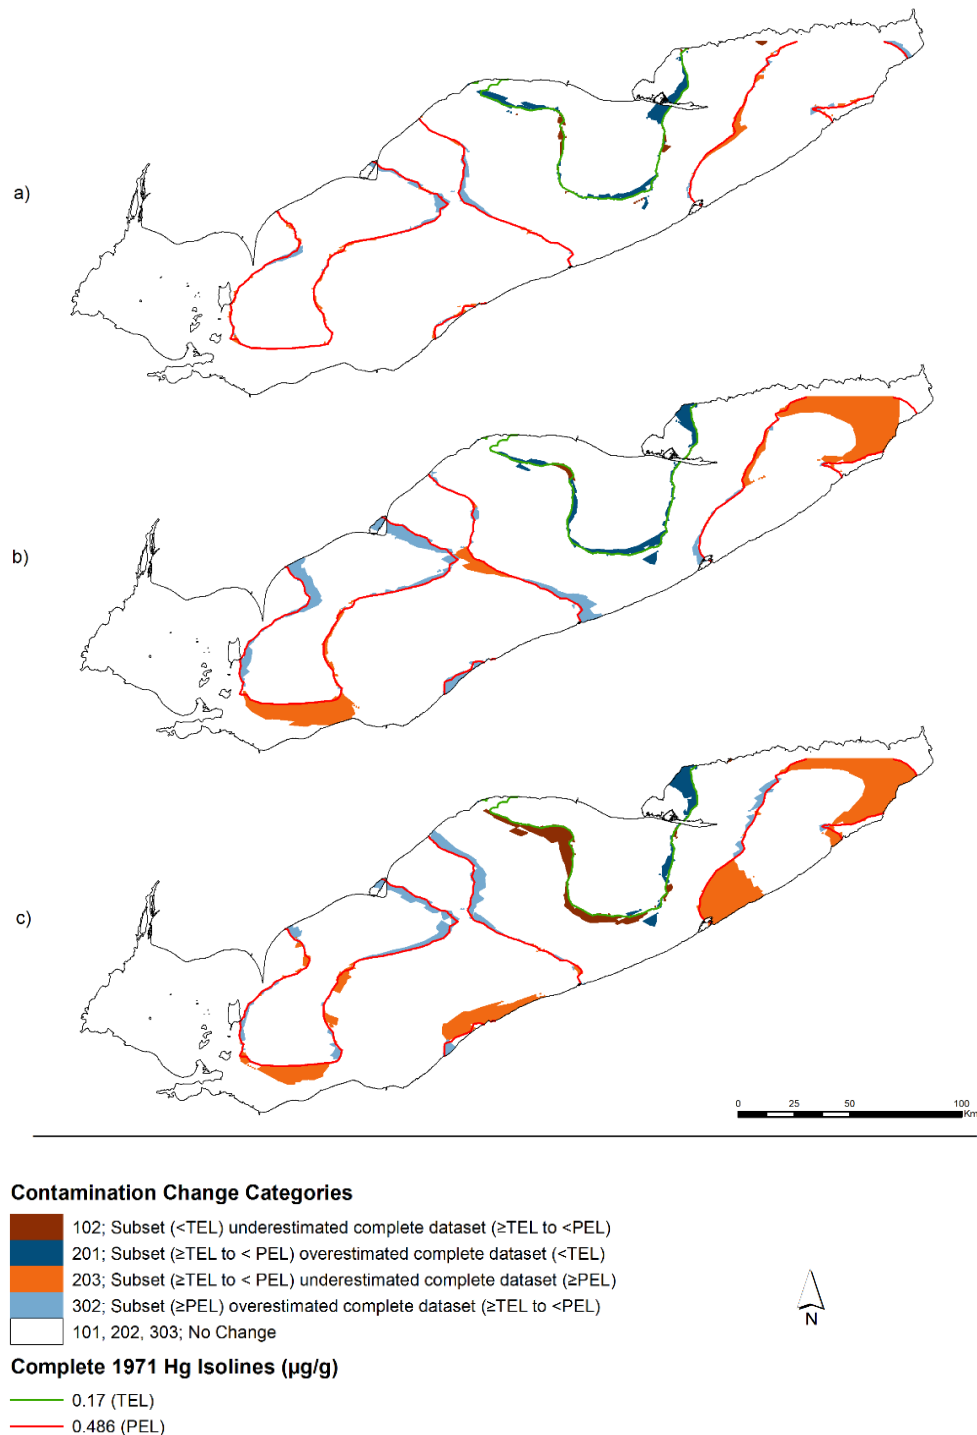 a)
b)
c)
0 25 50 100
Km
Contamination Change Categories
102; Subset (<TEL) underestimated complete dataset (≥TEL to <PEL)
201; Subset (≥TEL to < PEL) overestimated complete dataset (<TEL)
203; Subset (≥TEL to < PEL) underestimated complete dataset (≥PEL)
302; Subset (≥PEL) overestimated complete dataset (≥TEL to <PEL)
101, 202, 303; No Change
N
Complete 1971 Hg Isolines (µg/g)
0.17 (TEL)
0.486 (PEL)